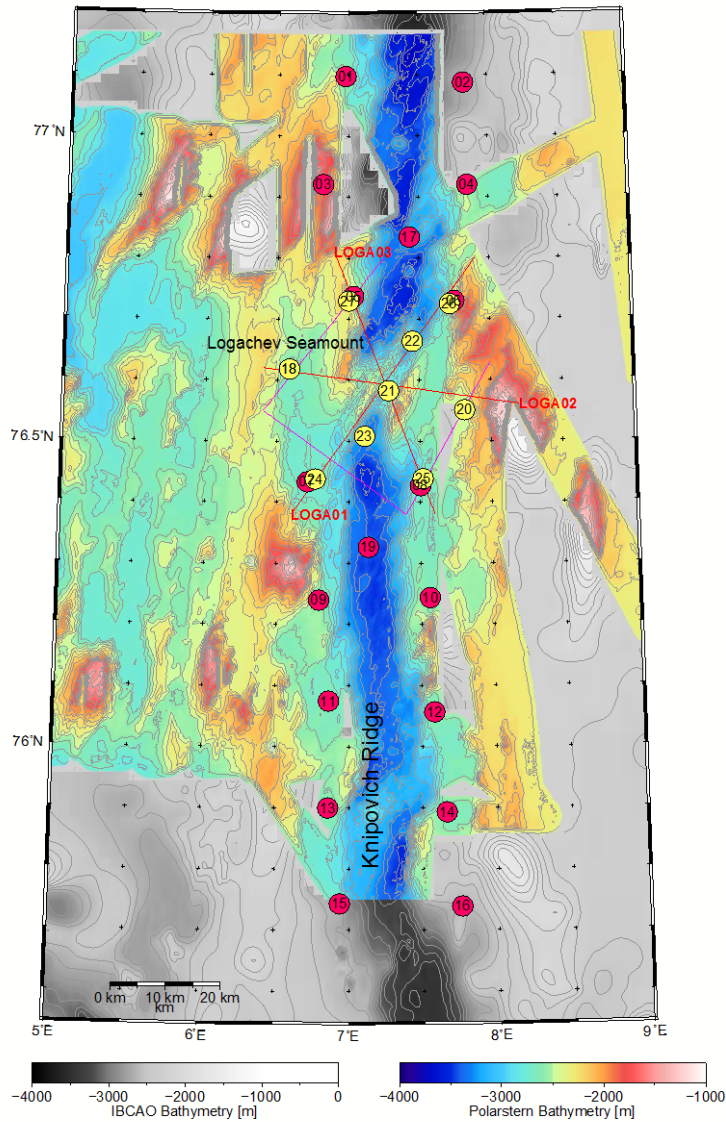 01
02
77°N
03
04
17
LOGA03
27
26
22
Logachev Seamount
18
21
LOGA02
20
76.5°N
23
24
25
LOGA01
19
09
10
11
12
76°N
Knipovich Ridge
13
14
15
16
0 km 10 km 20 km
km
5°E 6°E 7°E 8°E 9°E
−4000 −3000 −2000 −1000 0
IBCAO Bathymetry [m]
−4000 −3000 −2000 −1000
Polarstern Bathymetry [m]